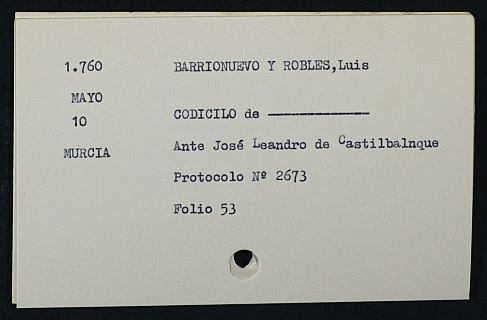 1.760 BARRIONUEVO Y ROBLES,Luis
MAYO
10 CODICILO de ——————————
MURCIA Ante José Leandro de Castilbalnque
Protocolo Nº 2673
Folio 53